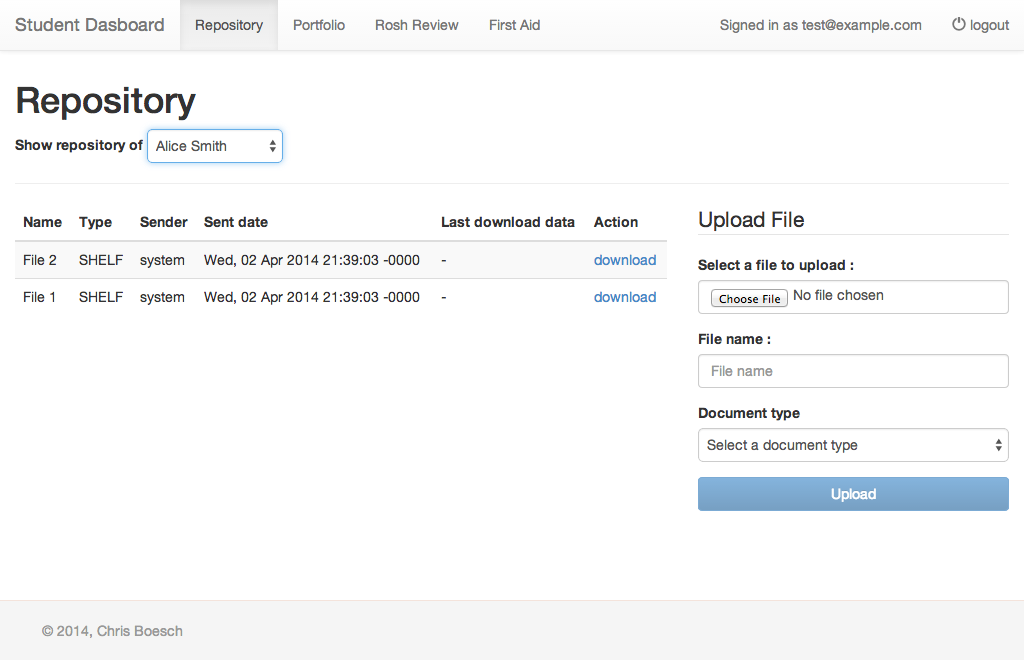 Student Dasboard Repository Portfolio Rosh Review First Aid Signed in as test@example.com logout
Repository
Show repository of Alice Smith
Name Type Sender Sent date Last download data Action
File 2 SHELF system Wed, 02 Apr 2014 21:39:03 -0000 - download
File 1 SHELF system Wed, 02 Apr 2014 21:39:03 -0000 - download
Upload File
Select a file to upload :
Choose File No file chosen
File name :
File name
Document type
Select a document type
Upload
© 2014, Chris Boesch